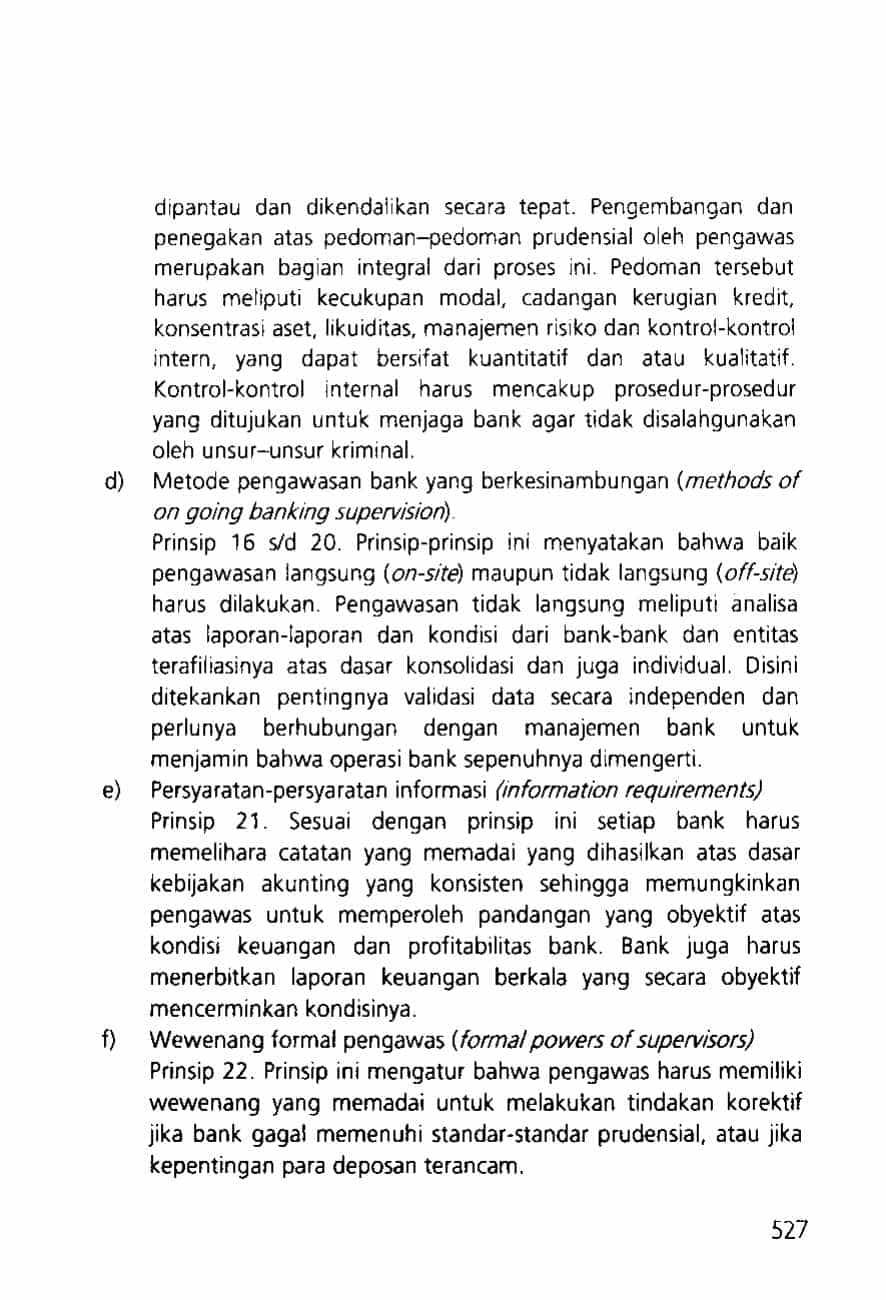 dipantau dan dikendalikan secara tepat. Pengembangan dan
penegakan atas pedoman–pedoman prudensial oleh pengawas
merupakan bagian integral dari proses ini. Pedoman tersebut
harus meliputi kecukupan modal, cadangan kerugian kredit,
konsentrasi aset, likuiditas, manajemen risiko dan kontrol-kontrol
intern, yang dapat bersifat kuantitatif dan atau kualitatif.
Kontrol-kontrol internal harus mencakup prosedur-prosedur
yang ditujukan untuk menjaga bank agar tidak disalahgunakan
oleh unsur–unsur kriminal.
d) Metode pengawasan bank yang berkesinambungan (methods of
on going banking supervision).
Prinsip 16 s/d 20. Prinsip-prinsip ini menyatakan bahwa baik
pengawasan langsung (on-site) maupun tidak langsung (off-site)
harus dilakukan. Pengawasan tidak langsung meliputi analisa
atas laporan-laporan dan kondisi dari bank-bank dan entitas
terafiliasinya atas dasar konsolidasi dan juga individual. Disini
ditekankan pentingnya validasi data secara independen dan
perlunya berhubungan dengan manajemen bank untuk
menjamin bahwa operasi bank sepenuhnya dimengerti.
e) Persyaratan-persyaratan informasi (information requirements)
Prinsip 21. Sesuai dengan prinsip ini setiap bank harus
memelihara catatan yang memadai yang dihasilkan atas dasar
kebijakan akunting yang konsisten sehingga memungkinkan
pengawas untuk memperoleh pandangan yang obyektif atas
kondisi keuangan dan profitabilitas bank. Bank juga harus
menerbitkan laporan keuangan berkala yang secara obyektif
mencerminkan kondisinya.
f) Wewenang formal pengawas (formal powers of supervisors)
Prinsip 22. Prinsip ini mengatur bahwa pengawas harus memiliki
wewenang yang memadai untuk melakukan tindakan korektif
jika bank gagal memenuhi standar-standar prudensial, atau jika
kepentingan para deposan terancam.
527